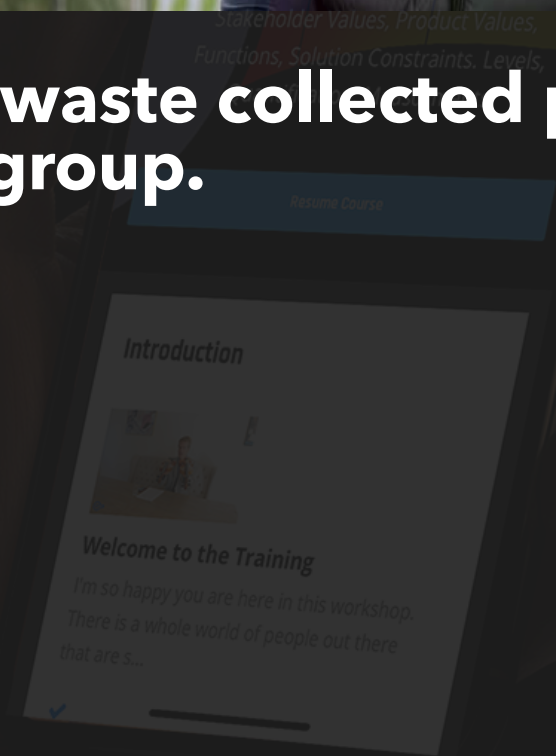 Stakeholder Values, Product Values,
Functions, Solution Constraints. Levels,
waste collected
group.
Resume Course
Introduction
Welcome to the Training
I'm so happy you are here in this workshop.
There is a whole world of people out there
that are s...